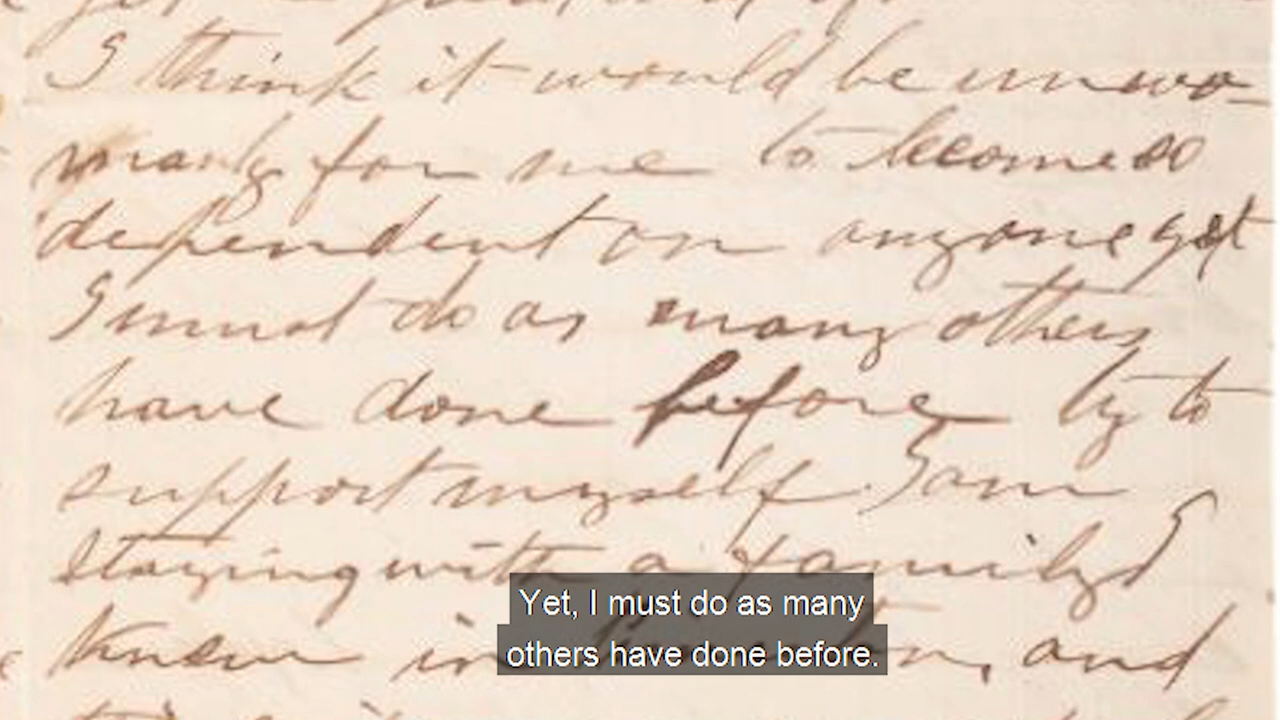 I think it would be unwo-
manly for me to become so
dependent on anyone yet
I must do as many others
have done before try to
support myself. I am
staying with a family I
knew in and
Yet, I must do as many
others have done before.